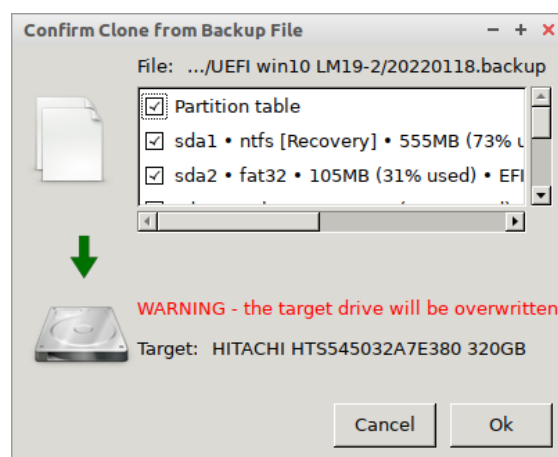 Confirm Clone from Backup File
File: .../UEFI win10 LM19-2/20220118.backup
Partition table
sda1 • ntfs [Recovery] • 555MB (73% u
sda2 • fat32 • 105MB (31% used) • EFI
WARNING - the target drive will be overwritten
Target: HITACHI HTS545032A7E380 320GB
Cancel Ok